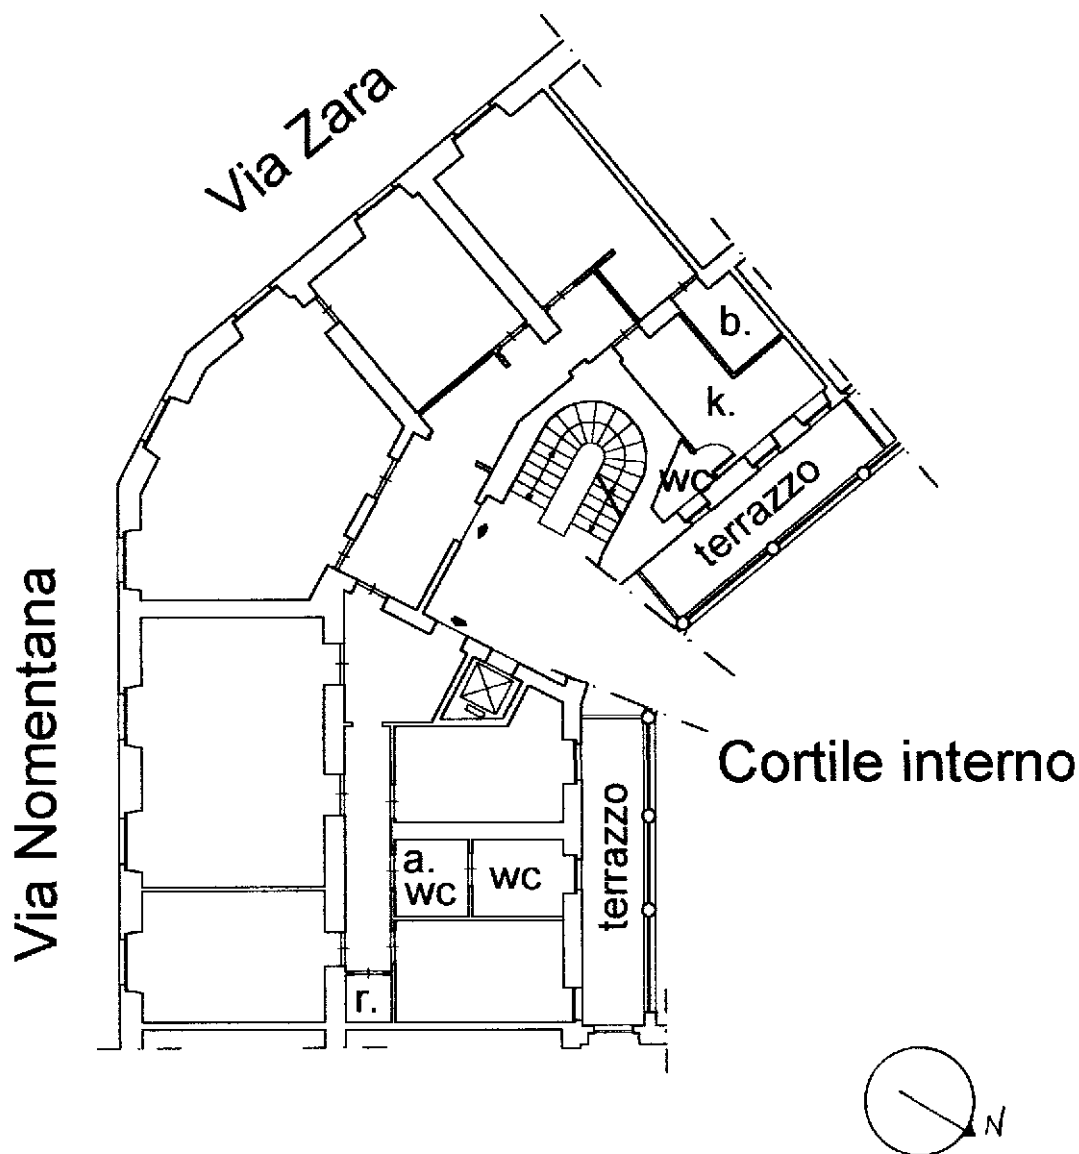 Via Zara
b.
k.
wc
terrazzo
Via Nomentana
Cortile interno
a.
wc
wc
terrazzo
r.
N